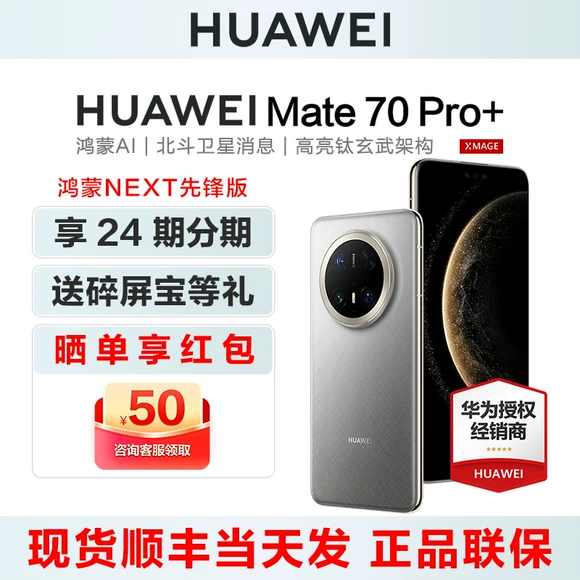 HUAWEI
HUAWEI Mate 70 Pro+
鸿蒙AI | 北斗卫星消息 | 高亮钛玄武架构
XMAGE
鸿蒙NEXT先锋版
享 24 期分期
送碎屏宝等礼
晒单享红包
¥50
咨询客服领取
XMAGE
HUAWEI
华为授权
经销商
★★★★★
HUAWEI
现货顺丰当天发 正品联保